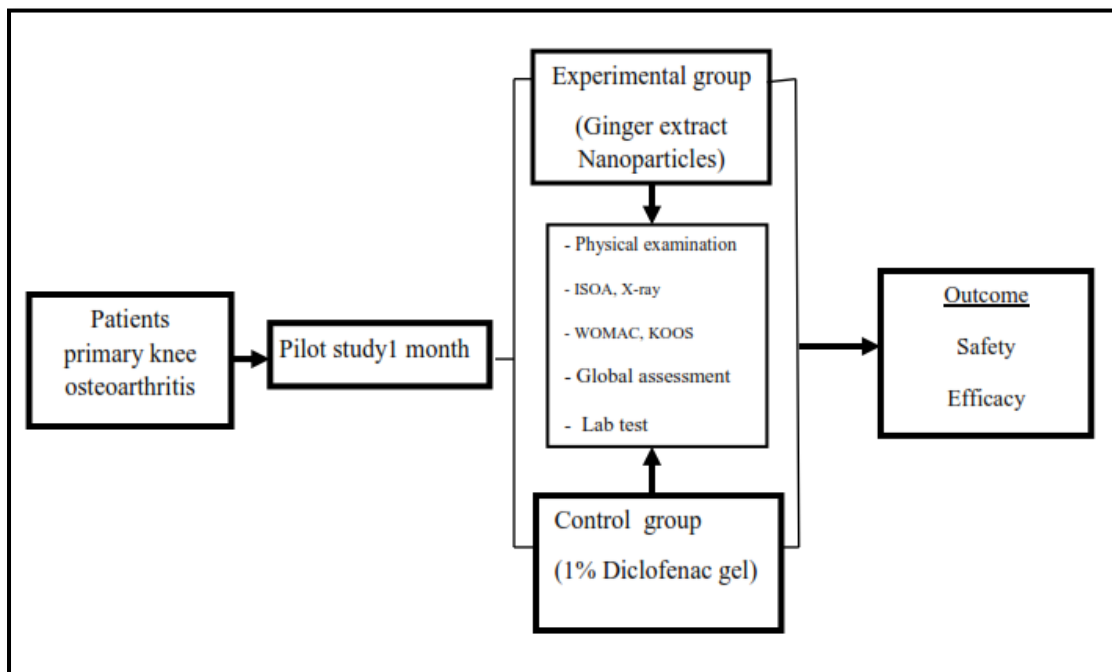 Patients
primary knee
osteoarthritis
Pilot study1 month
Experimental group
(Ginger extract
Nanoparticles)
- Physical examination
- ISOA, X-ray
- WOMAC, KOOS
- Global assessment
- Lab test
Control group
(1% Diclofenac gel)
Outcome
Safety
Efficacy